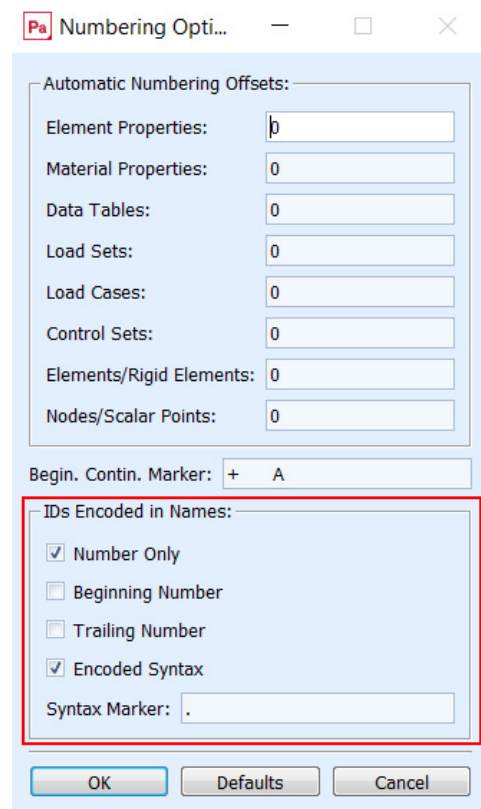 Pa Numbering Opti...
Automatic Numbering Offsets:
Element Properties: 0
Material Properties: 0
Data Tables: 0
Load Sets: 0
Load Cases: 0
Control Sets: 0
Elements/Rigid Elements: 0
Nodes/Scalar Points: 0
Begin. Contin. Marker: + A
IDs Encoded in Names:
Number Only
Beginning Number
Trailing Number
Encoded Syntax
Syntax Marker: .
OK Defaults Cancel